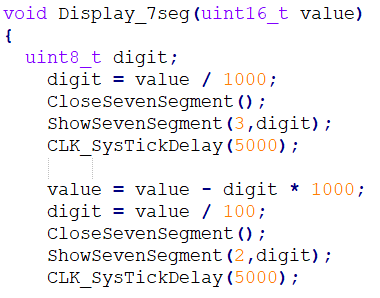 void Display_7seg(uint16_t value)
{
  uint8_t digit;
    digit = value / 1000;
    CloseSevenSegment();
    ShowSevenSegment(3,digit);
    CLK_SysTickDelay(5000);

    value = value - digit * 1000;
    digit = value / 100;
    CloseSevenSegment();
    ShowSevenSegment(2,digit);
    CLK_SysTickDelay(5000);